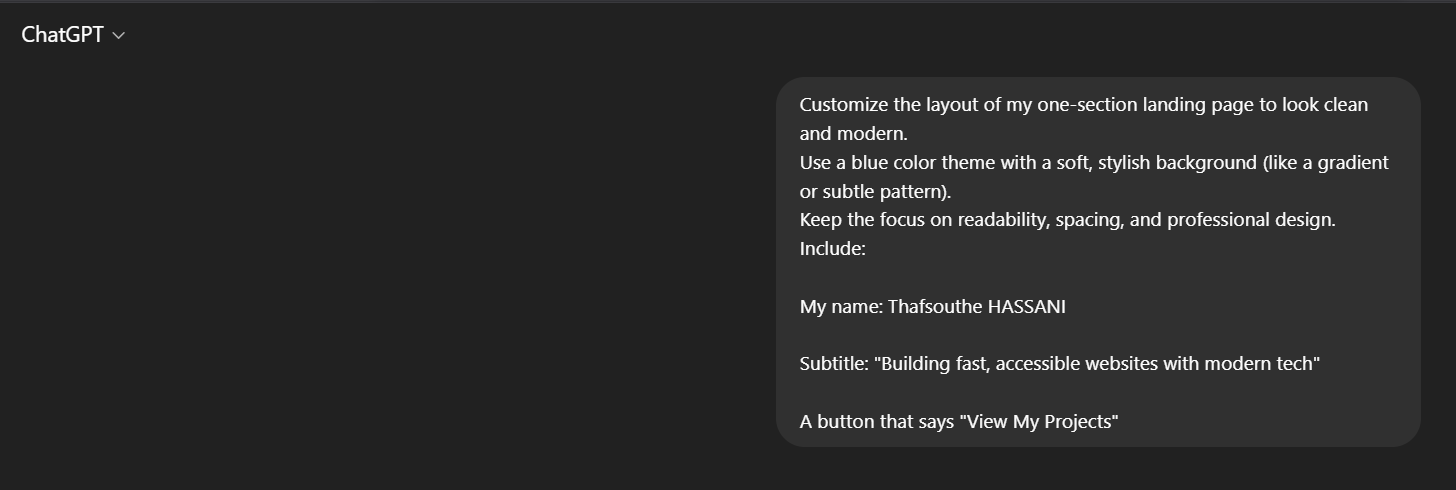 ChatGPT
Customize the layout of my one-section landing page to look clean
and modern.
Use a blue color theme with a soft, stylish background (like a gradient
or subtle pattern).
Keep the focus on readability, spacing, and professional design.
Include:
My name: Thafsouthe HASSANI
Subtitle: "Building fast, accessible websites with modern tech"
A button that says "View My Projects"